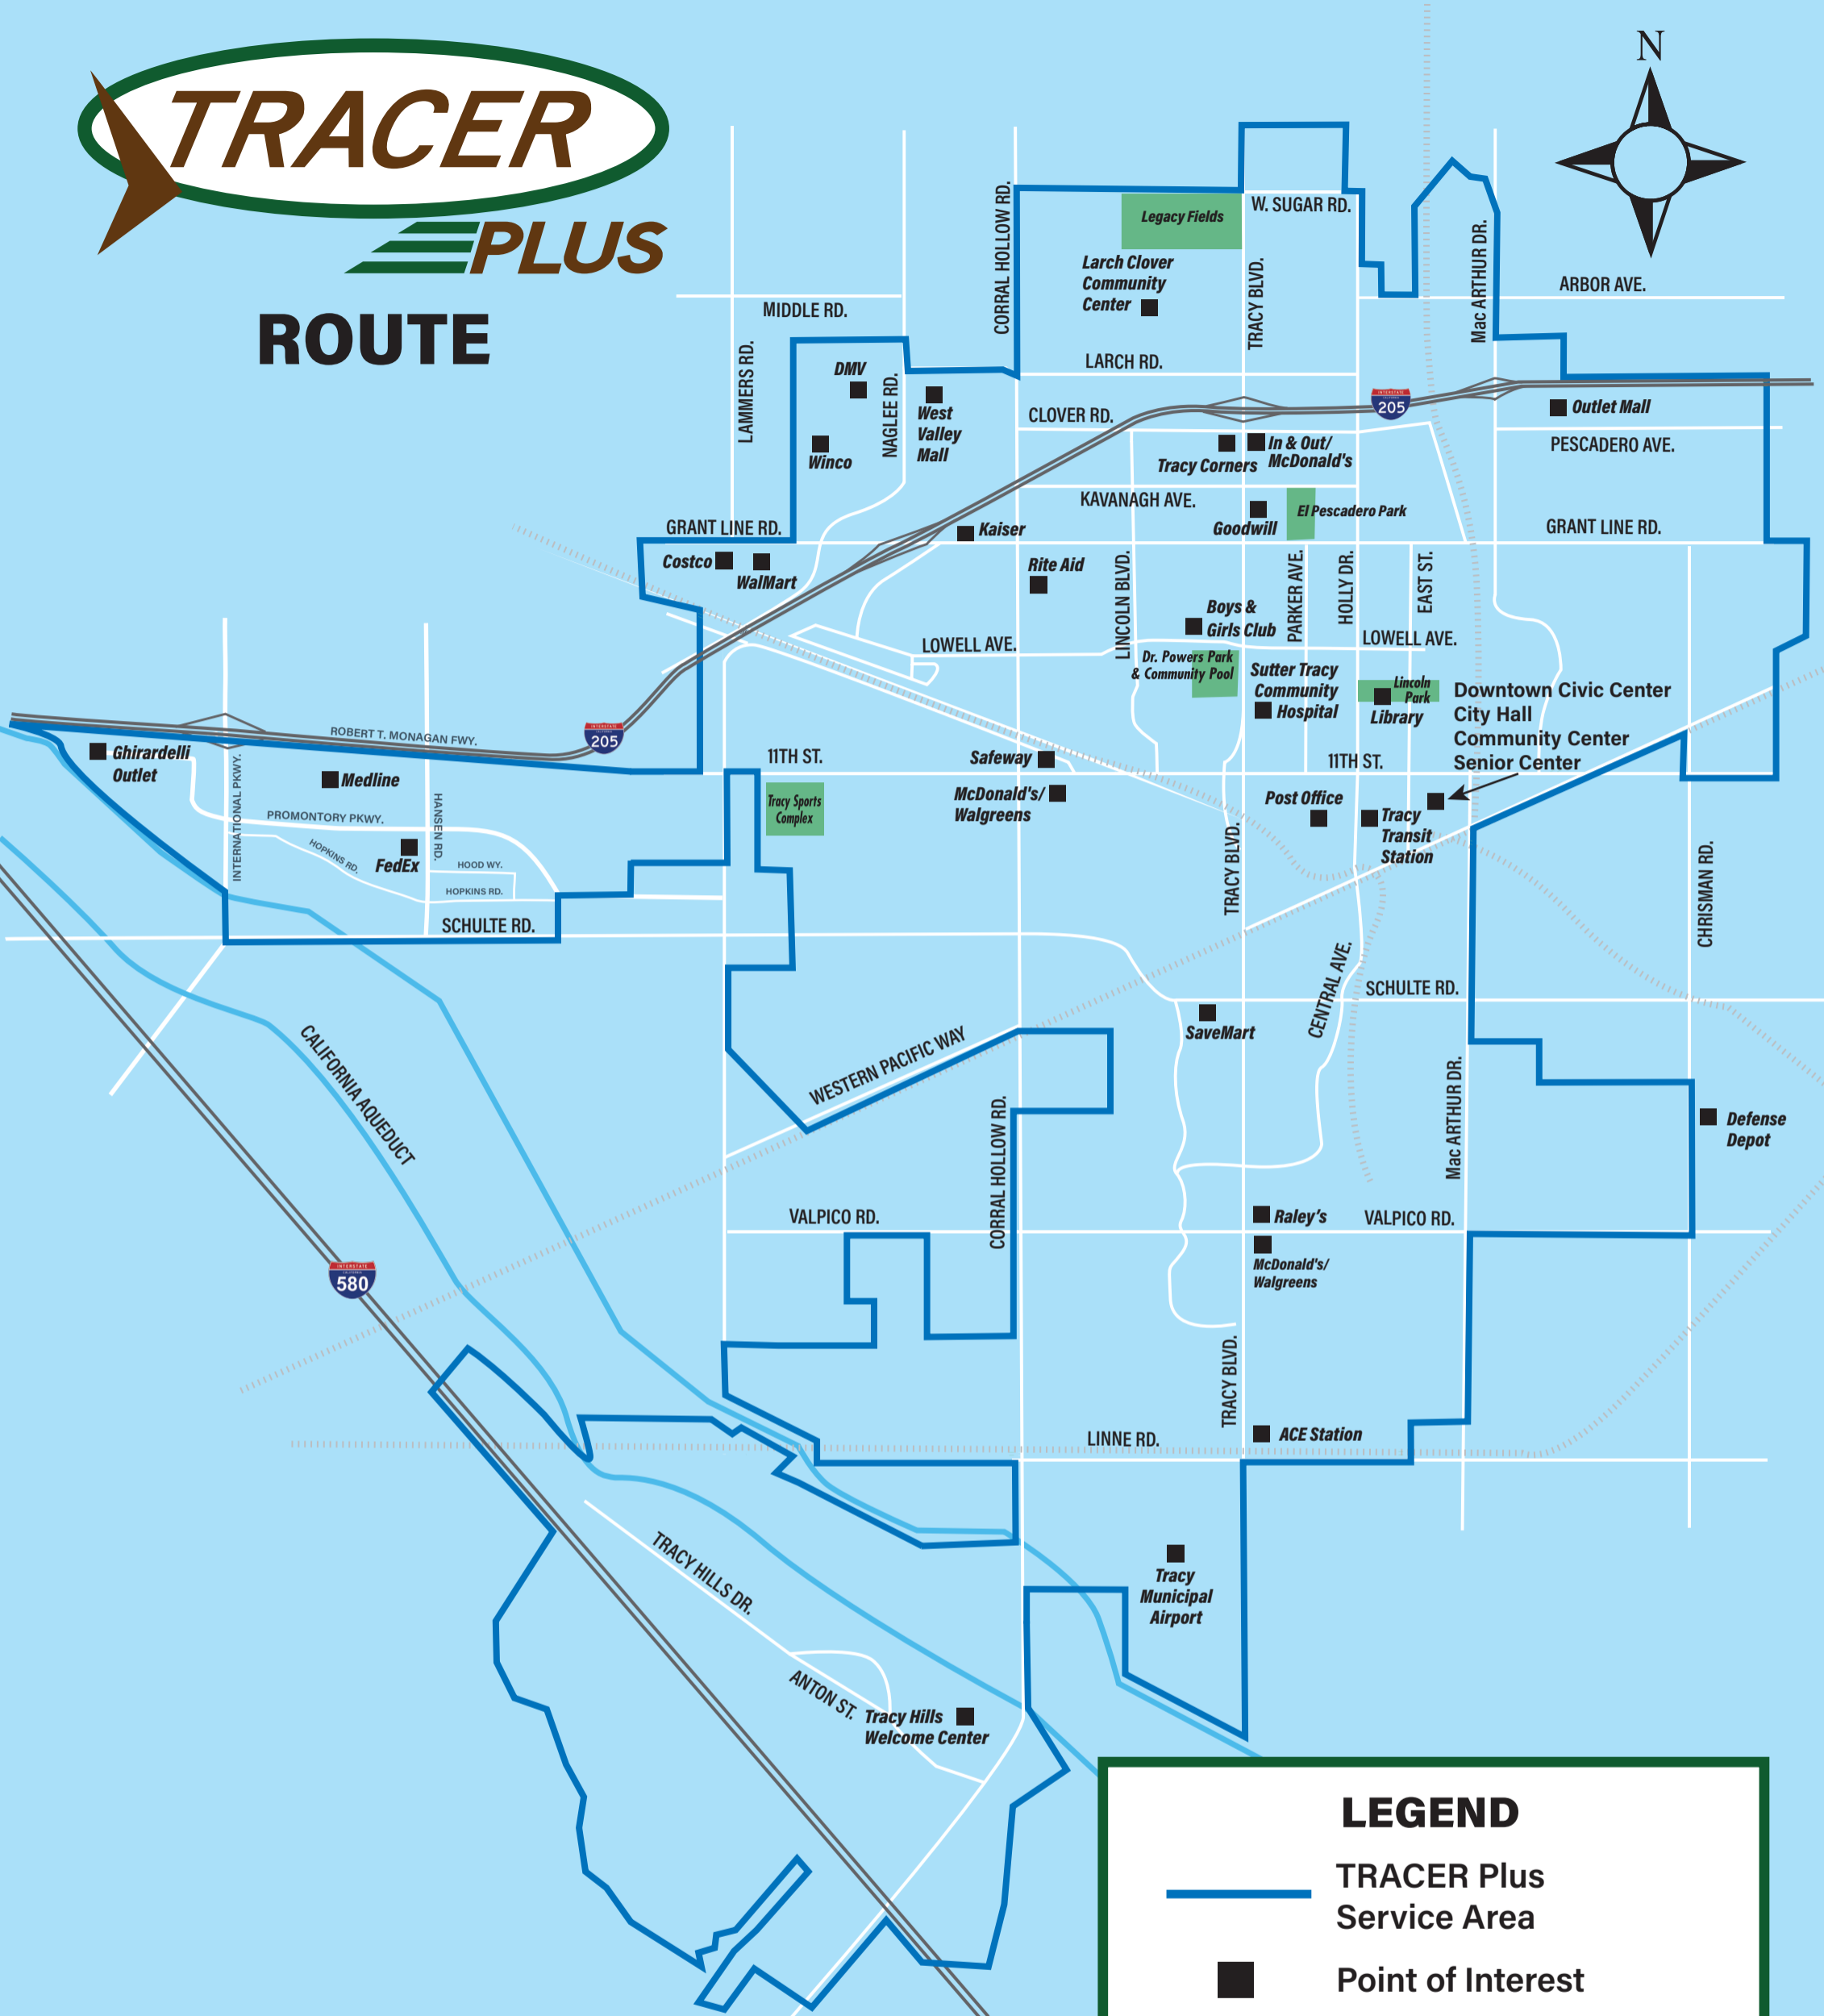 TRACER
PLUS
ROUTE
N
CORRAL HOLLOW RD.
Legacy Fields
W. SUGAR RD.
Larch Clover
Community
Center
TRACY BLVD.
Mac ARTHUR DR.
ARBOR AVE.
MIDDLE RD.
LAMMERS RD.
DMV
NAGLEE RD.
West
Valley
Mall
Winco
LARCH RD.
CLOVER RD.
INTERSTATE
CALIFORNIA
205
Outlet Mall
PESCADERO AVE.
Tracy Corners
In & Out/
McDonald's
KAVANAGH AVE.
El Pescadero Park
Goodwill
GRANT LINE RD.
GRANT LINE RD.
Kaiser
Costco
WalMart
Rite Aid
LINCOLN BLVD.
PARKER AVE.
HOLLY DR.
EAST ST.
Boys &
Girls Club
LOWELL AVE.
LOWELL AVE.
Dr. Powers Park
& Community Pool
Sutter Tracy
Community
Hospital
Lincoln
Park
Library
Downtown Civic Center
City Hall
Community Center
Senior Center
ROBERT T. MONAGAN FWY.
INTERSTATE
CALIFORNIA
205
Ghirardelli
Outlet
INTERNATIONAL PKWY.
Medline
HANSEN RD.
PROMONTORY PKWY.
HOPKINS RD.
FedEx
HOOD WY.
HOPKINS RD.
SCHULTE RD.
11TH ST.
Tracy Sports
Complex
Safeway
McDonald's/
Walgreens
11TH ST.
Post Office
Tracy
Transit
Station
TRACY BLVD.
CHRISMAN RD.
CENTRAL AVE.
SCHULTE RD.
SaveMart
CALIFORNIA AQUEDUCT
WESTERN PACIFIC WAY
CORRAL HOLLOW RD.
Mac ARTHUR DR.
Defense
Depot
VALPICO RD.
Raley's
VALPICO RD.
McDonald's/
Walgreens
INTERSTATE
CALIFORNIA
580
TRACY BLVD.
LINNE RD.
ACE Station
TRACY HILLS DR.
Tracy
Municipal
Airport
ANTON ST.
Tracy Hills
Welcome Center
LEGEND
TRACER Plus
Service Area
Point of Interest